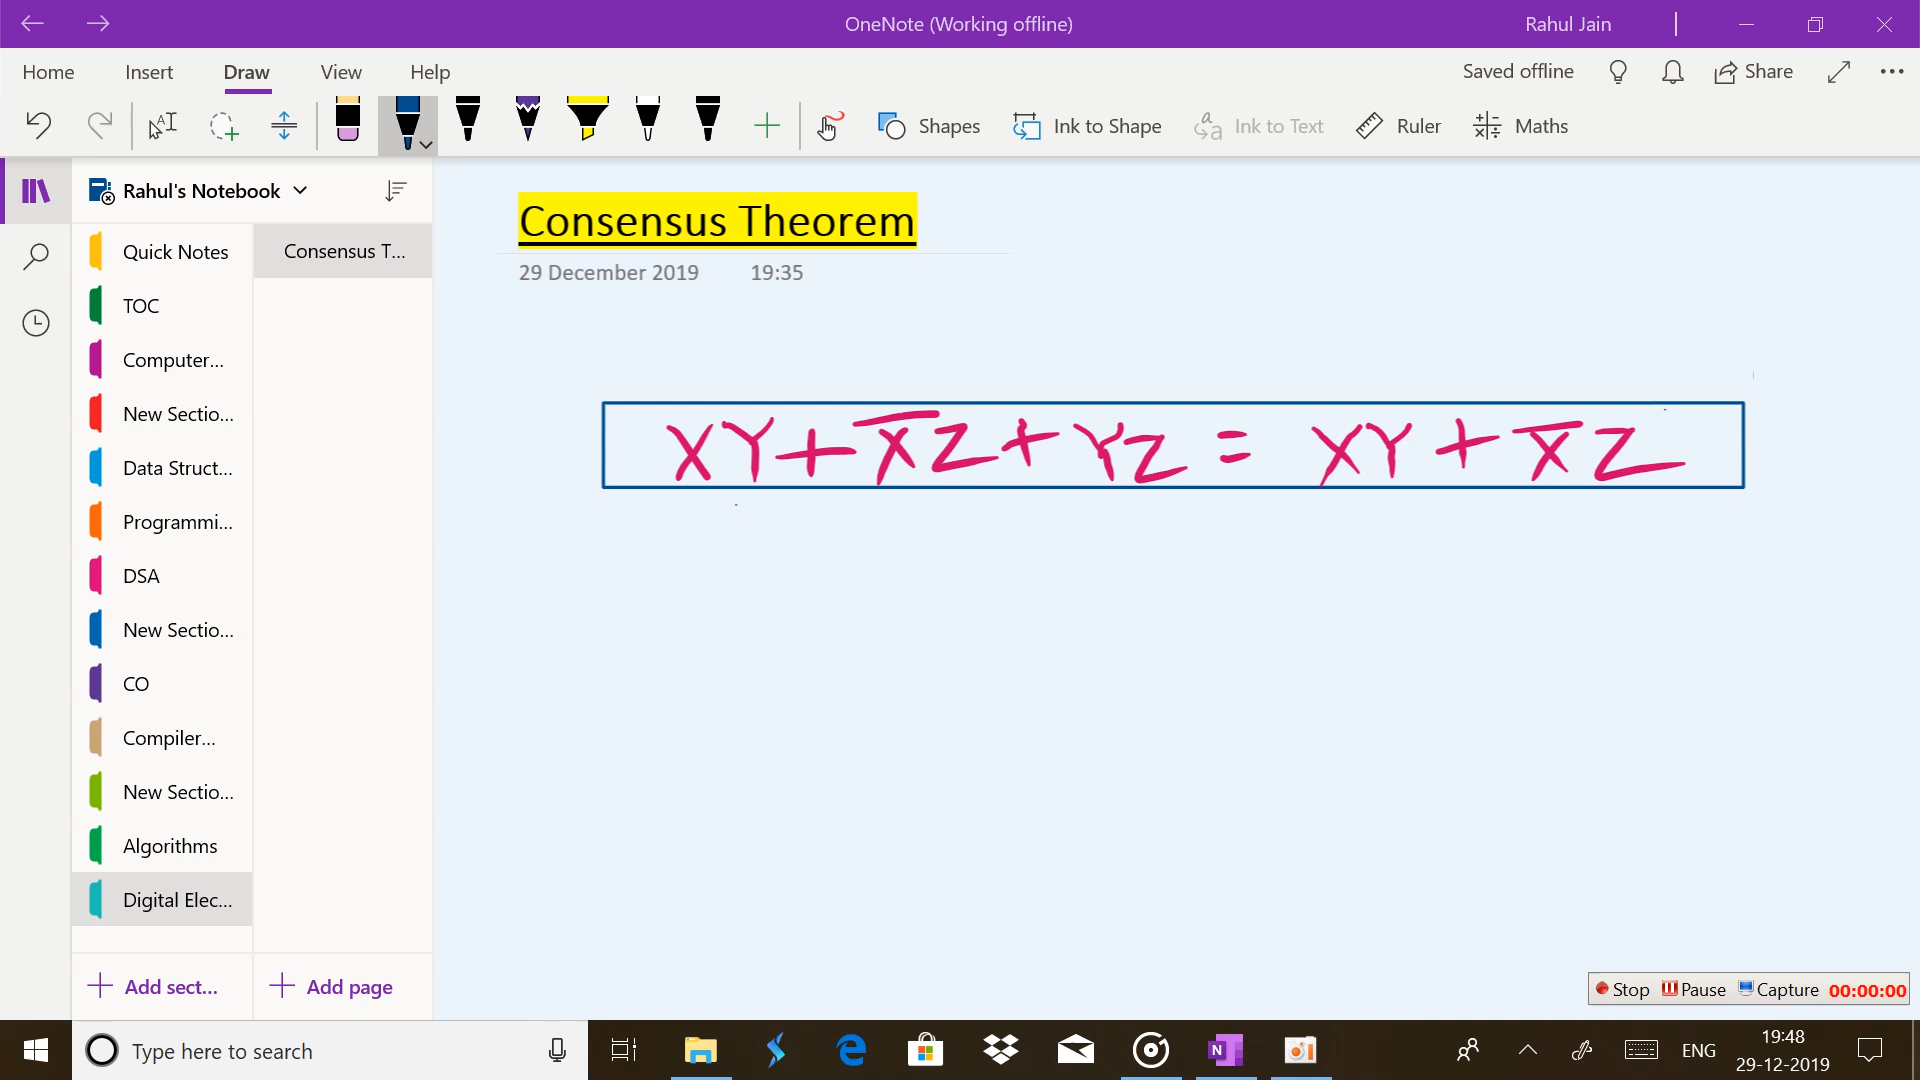 OneNote (Working offline)
Rahul Jain
Home Insert Draw View Help
Saved offline Share
Shapes Ink to Shape Ink to Text Ruler Maths
Rahul's Notebook
Quick Notes
TOC
Computer...
New Sectio...
Data Struct...
Programmi...
DSA
New Sectio...
CO
Compiler...
New Sectio...
Algorithms
Digital Elec...
Add sect...
Consensus T...
Add page
Consensus Theorem
29 December 2019 19:35
XY + X̅Z + YZ = XY + X̅Z
Stop Pause Capture 00:00:00
Type here to search
ENG
19:48
29-12-2019